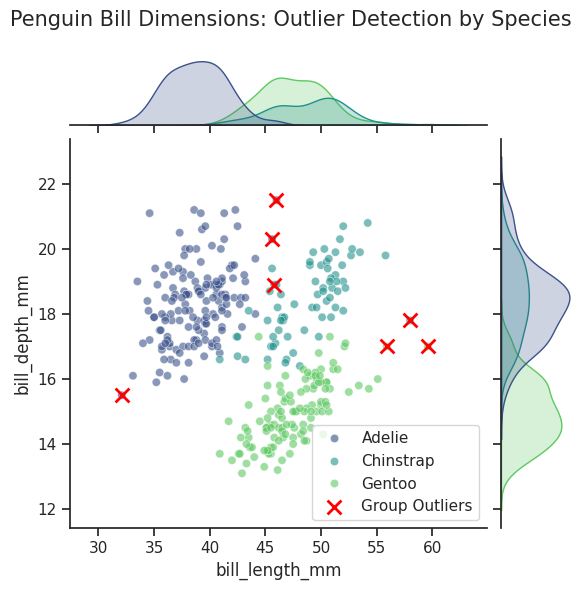 Penguin Bill Dimensions: Outlier Detection by Species
22
20
18
16
14
12
bill_depth_mm
Adelie
Chinstrap
Gentoo
Group Outliers
30
35
40
45
50
55
60
bill_length_mm